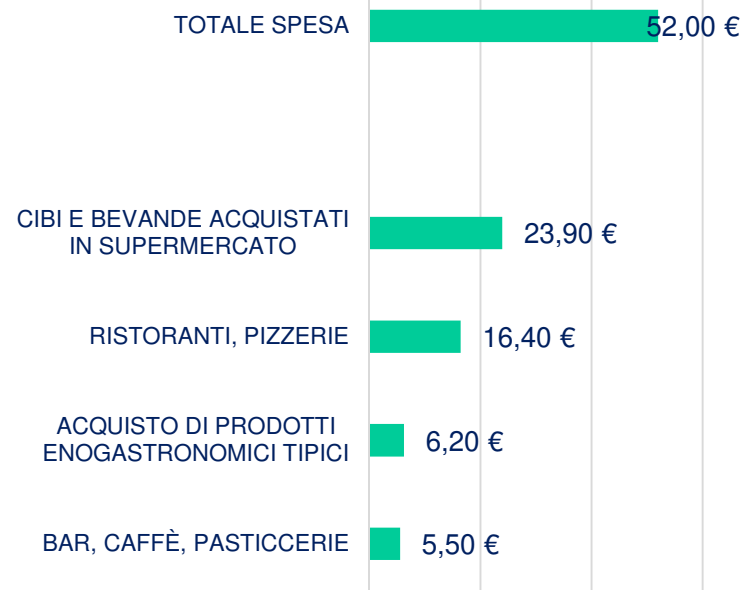 TOTALE SPESA 52,00 €
CIBI E BEVANDE ACQUISTATI
IN SUPERMERCATO
23,90 €
RISTORANTI, PIZZERIE 16,40 €
ACQUISTO DI PRODOTTI
ENOGASTRONOMICI TIPICI
6,20 €
BAR, CAFFÈ, PASTICCERIE 5,50 €